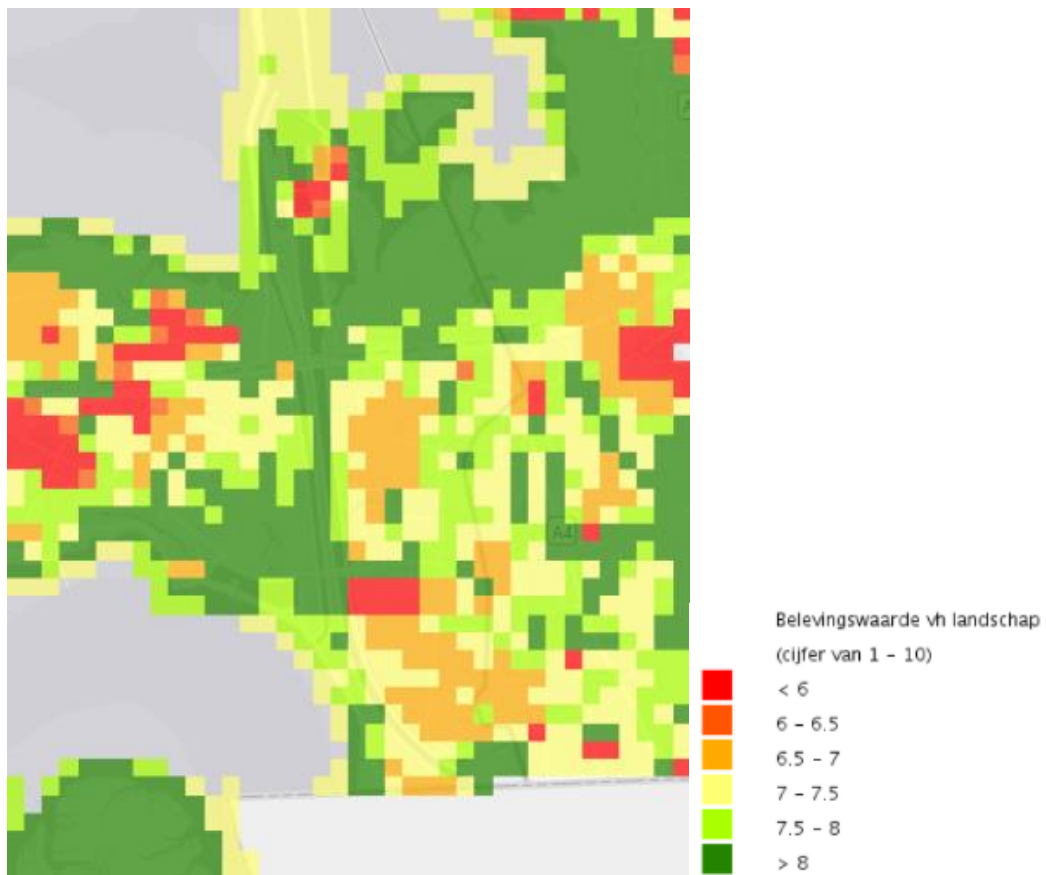 A4
Belevingswaarde vh landschap
(cijfer van 1 - 10)
< 6
6 - 6.5
6.5 - 7
7 - 7.5
7.5 - 8
> 8